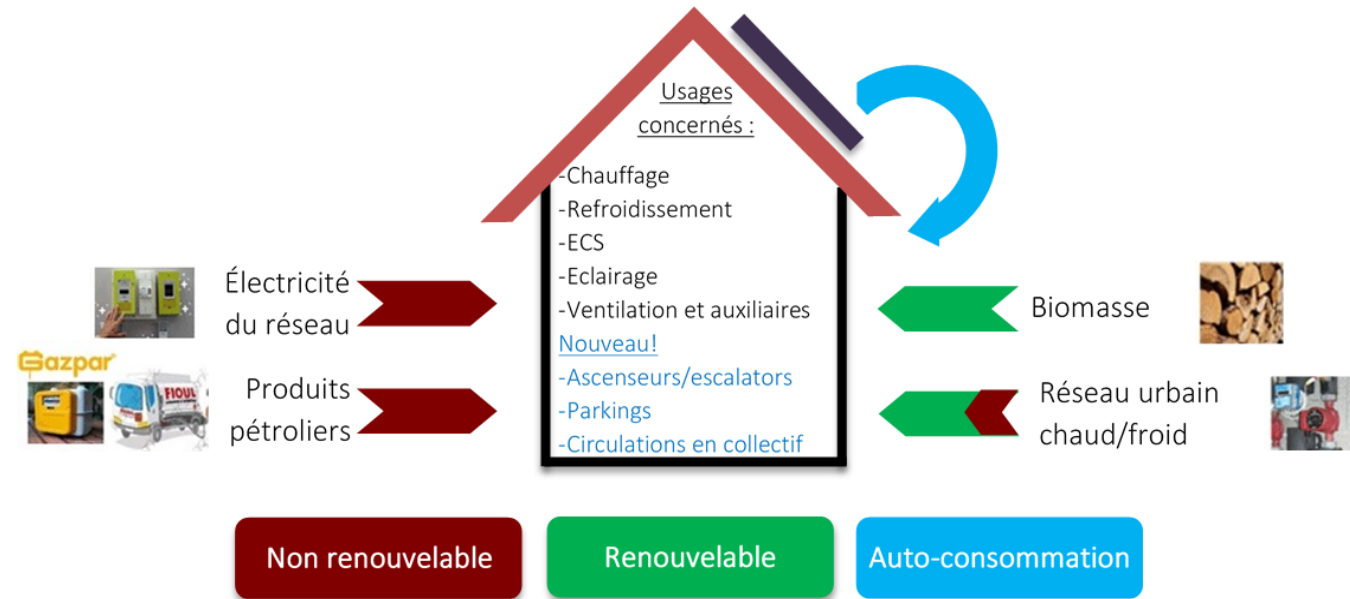 Usages
concernés :
-Chauffage
-Refroidissement
-ECS
-Eclairage
-Ventilation et auxiliaires
Nouveau!
-Ascenseurs/escalators
-Parkings
-Circulations en collectif
Électricité
du réseau
Gazpar
FIOUL
Produits
pétroliers
Biomasse
Réseau urbain
chaud/froid
Non renouvelable
Renouvelable
Auto-consommation